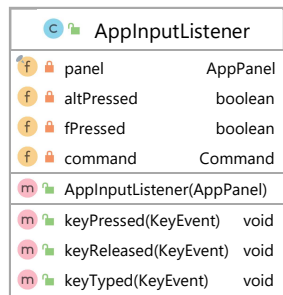 C AppInputListener
f panel AppPanel
f altPressed boolean
f fPressed boolean
f command Command
m AppInputListener(AppPanel)
m keyPressed(KeyEvent) void
m keyReleased(KeyEvent) void
m keyTyped(KeyEvent) void